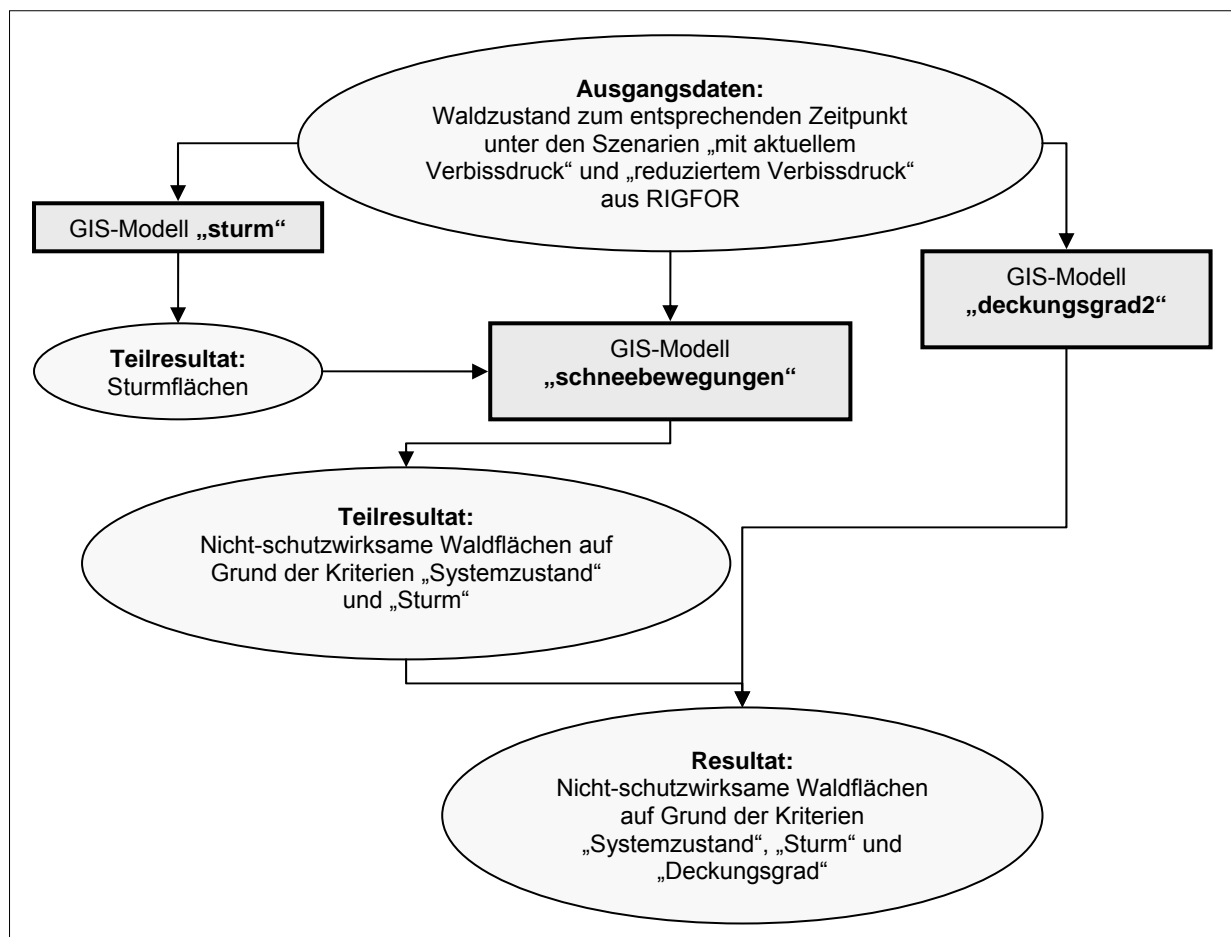 Ausgangsdaten:
Waldzustand zum entsprechenden Zeitpunkt
unter den Szenarien „mit aktuellem
Verbissdruck“ und „reduziertem Verbissdruck“
aus RIGFOR
GIS-Modell „sturm“
GIS-Modell
„deckungsgrad2“
Teilresultat:
Sturmflächen
GIS-Modell
„schneebewegungen“
Teilresultat:
Nicht-schutzwirksame Waldflächen auf
Grund der Kriterien „Systemzustand“
und „Sturm“
Resultat:
Nicht-schutzwirksame Waldflächen
auf Grund der Kriterien
„Systemzustand“, „Sturm“ und
„Deckungsgrad“